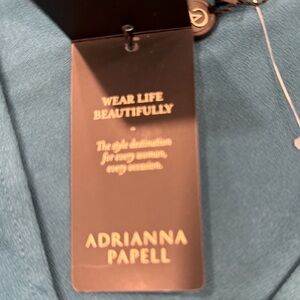 WEAR LIFE
BEAUTIFULLY
The style destination
for every woman,
every occasion.
ADRIANNA
PAPELL